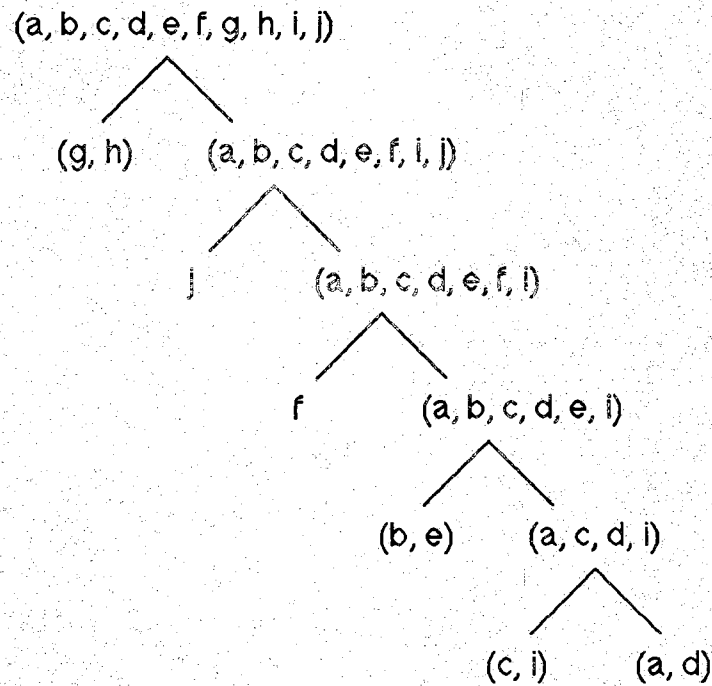 (a, b, c, d, e, f, g, h, i, j)
(g, h) (a, b, c, d, e, f, i, j)
j (a, b, c, d, e, f, i)
f (a, b, c, d, e, i)
(b, e) (a, c, d, i)
(c, i) (a, d)